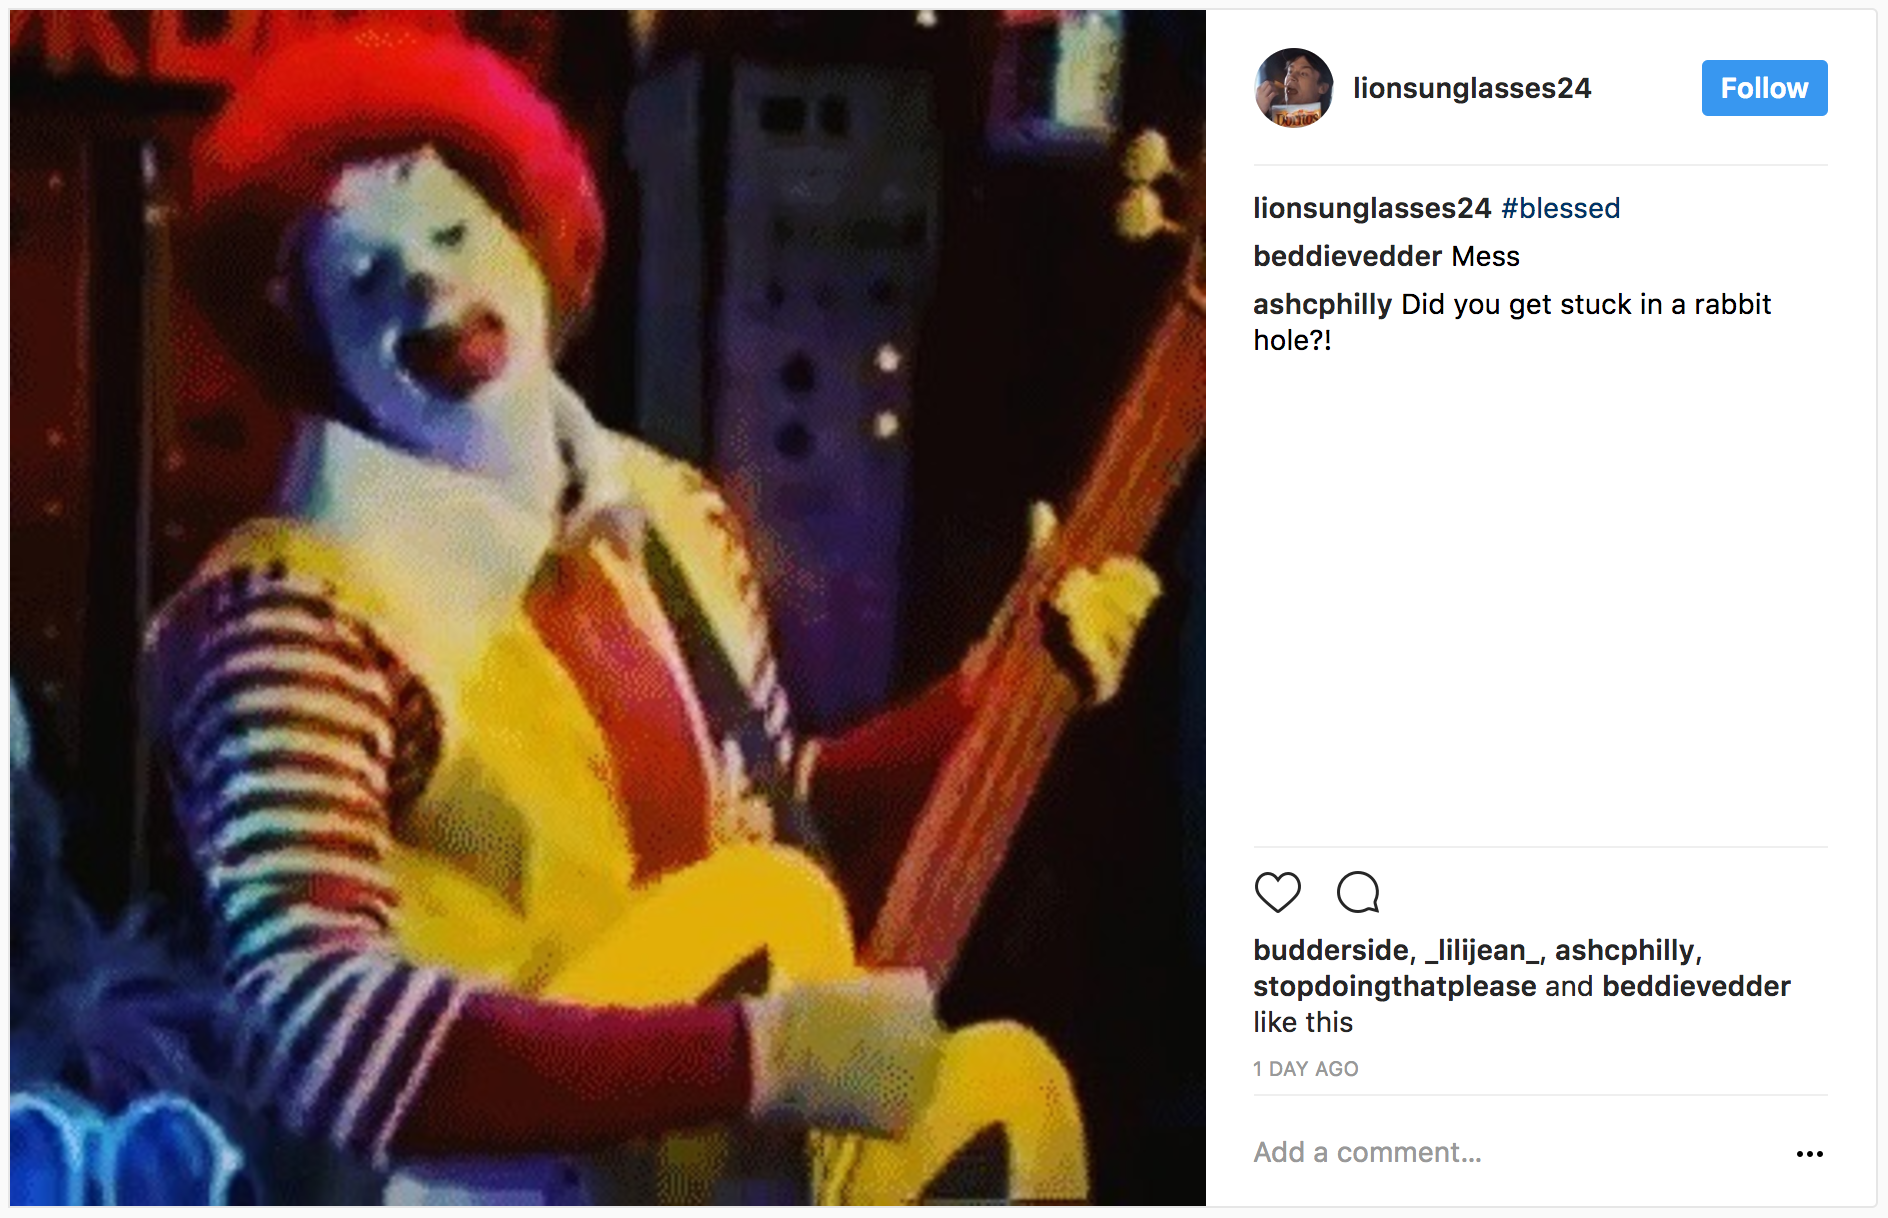 lionsunglasses24
Follow
lionsunglasses24 #blessed
beddievedder Mess
ashcphilly Did you get stuck in a rabbit
hole?!
budderside, _lilijean_, ashcphilly,
stopdoingthatplease and beddievedder
like this
1 DAY AGO
Add a comment...
Doritos